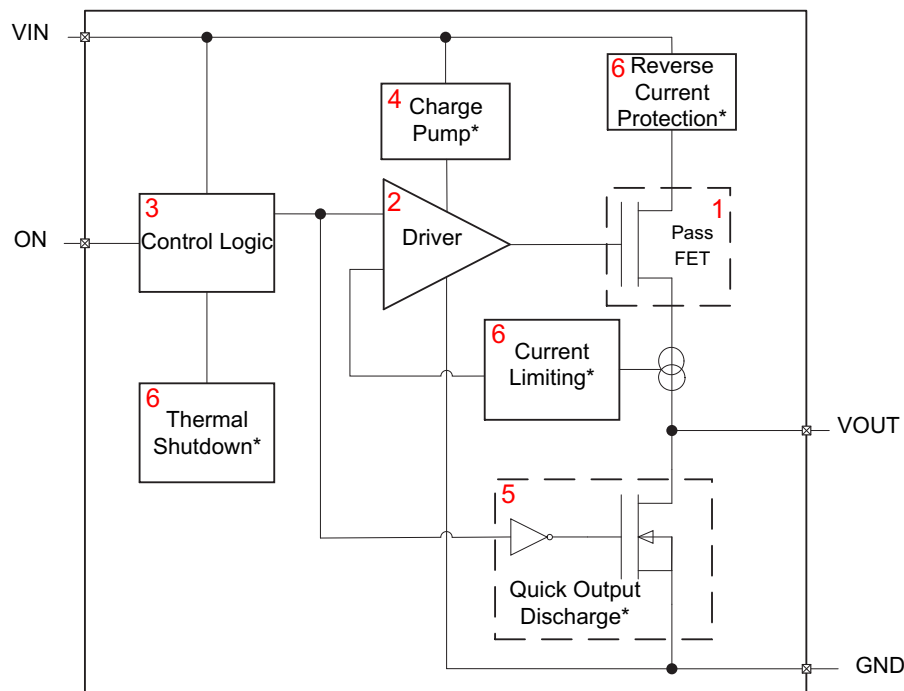 VIN
6 Reverse
Current
Protection*
4 Charge
Pump*
3
Control Logic
2
Driver
1
Pass
FET
ON
6 Current
Limiting*
6
Thermal
Shutdown*
VOUT
5
Quick Output
Discharge*
GND